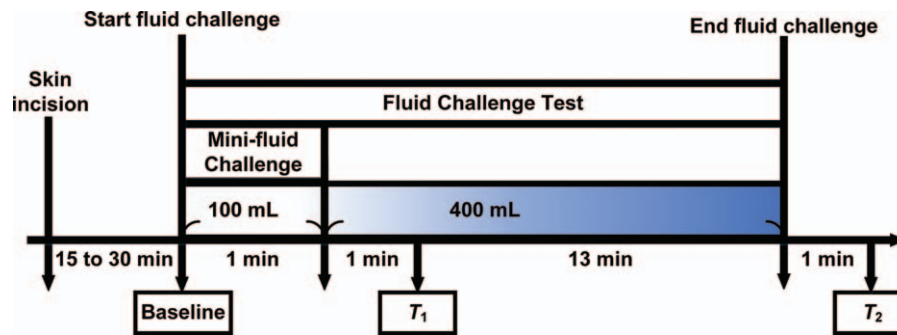 Start fluid challenge
End fluid challenge
Skin
incision
Fluid Challenge Test
Mini-fluid
Challenge
100 mL
400 mL
15 to 30 min
1 min
1 min
13 min
1 min
Baseline
T1
T2